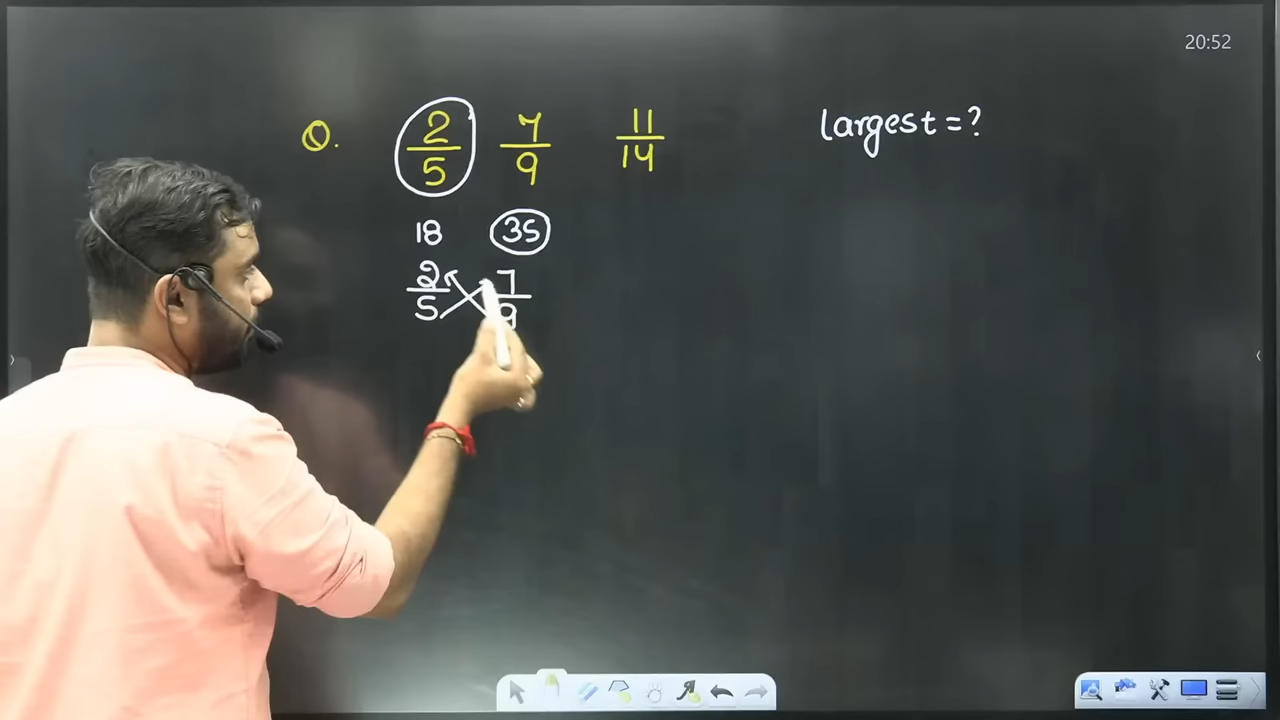 20:52
Q. 2/5 7/9 11/14 largest = ?
18 35
2/5 7/9